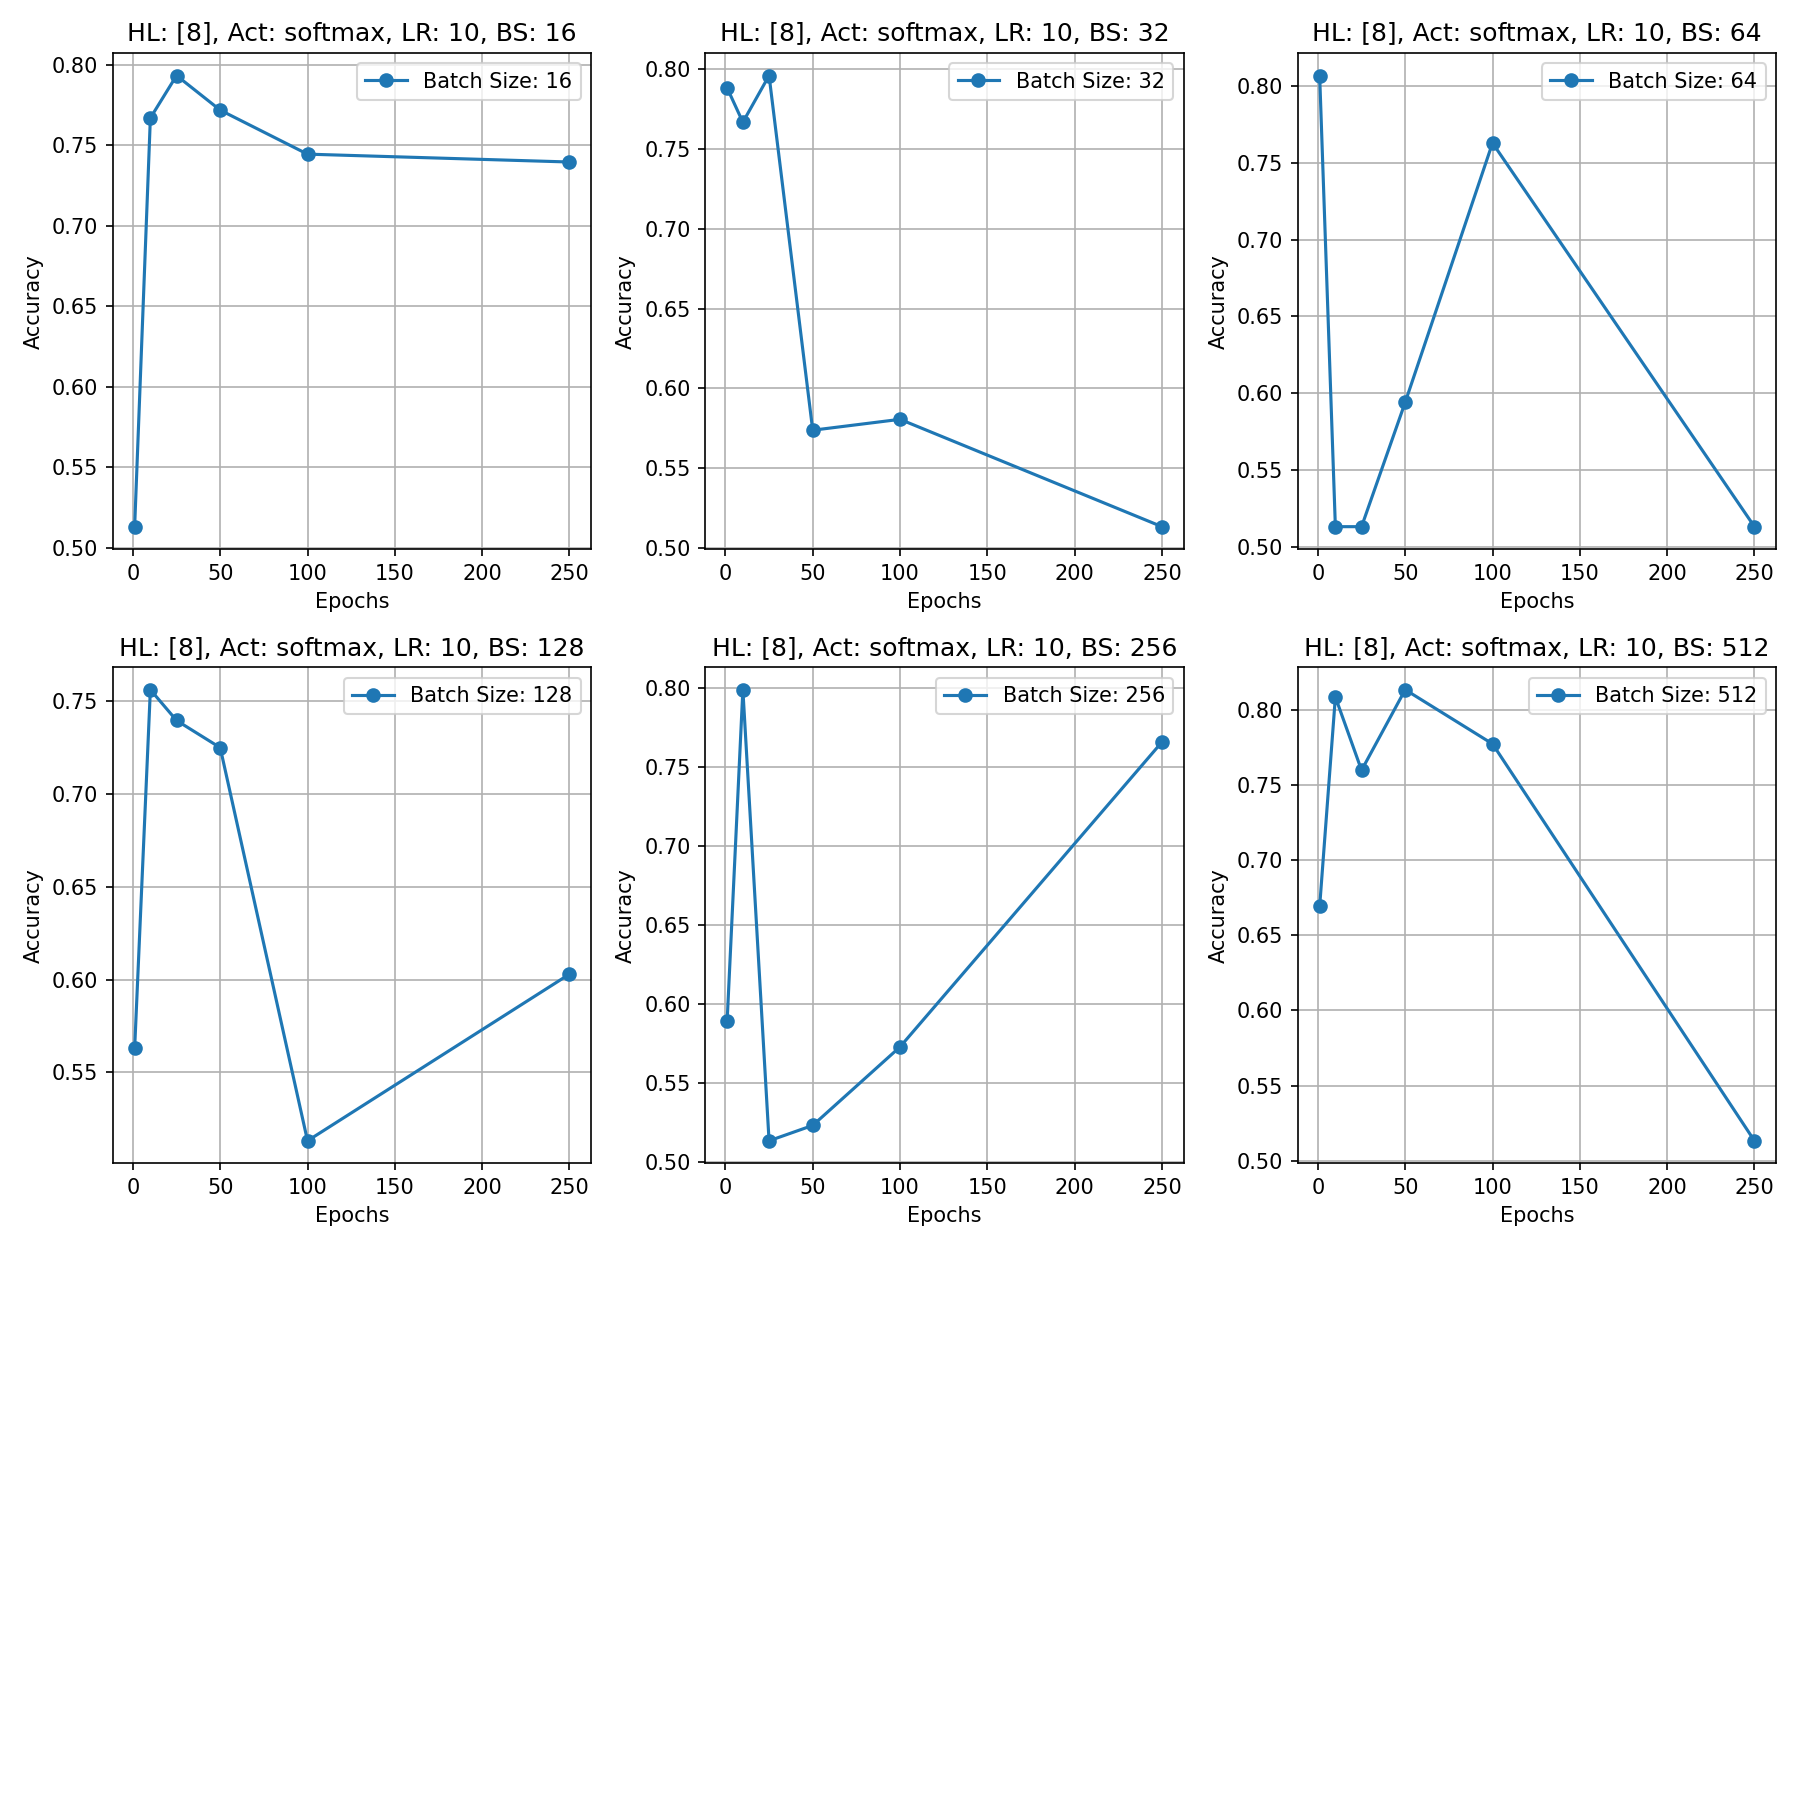 HL: [8], Act: softmax, LR: 10, BS: 16
Batch Size: 16
Accuracy
0.80
0.75
0.70
0.65
0.60
0.55
0.50
0 50 100 150 200 250
Epochs
HL: [8], Act: softmax, LR: 10, BS: 32
Batch Size: 32
Accuracy
0.80
0.75
0.70
0.65
0.60
0.55
0.50
0 50 100 150 200 250
Epochs
HL: [8], Act: softmax, LR: 10, BS: 64
Batch Size: 64
Accuracy
0.80
0.75
0.70
0.65
0.60
0.55
0.50
0 50 100 150 200 250
Epochs
HL: [8], Act: softmax, LR: 10, BS: 128
Batch Size: 128
Accuracy
0.75
0.70
0.65
0.60
0.55
0 50 100 150 200 250
Epochs
HL: [8], Act: softmax, LR: 10, BS: 256
Batch Size: 256
Accuracy
0.80
0.75
0.70
0.65
0.60
0.55
0.50
0 50 100 150 200 250
Epochs
HL: [8], Act: softmax, LR: 10, BS: 512
Batch Size: 512
Accuracy
0.80
0.75
0.70
0.65
0.60
0.55
0.50
0 50 100 150 200 250
Epochs